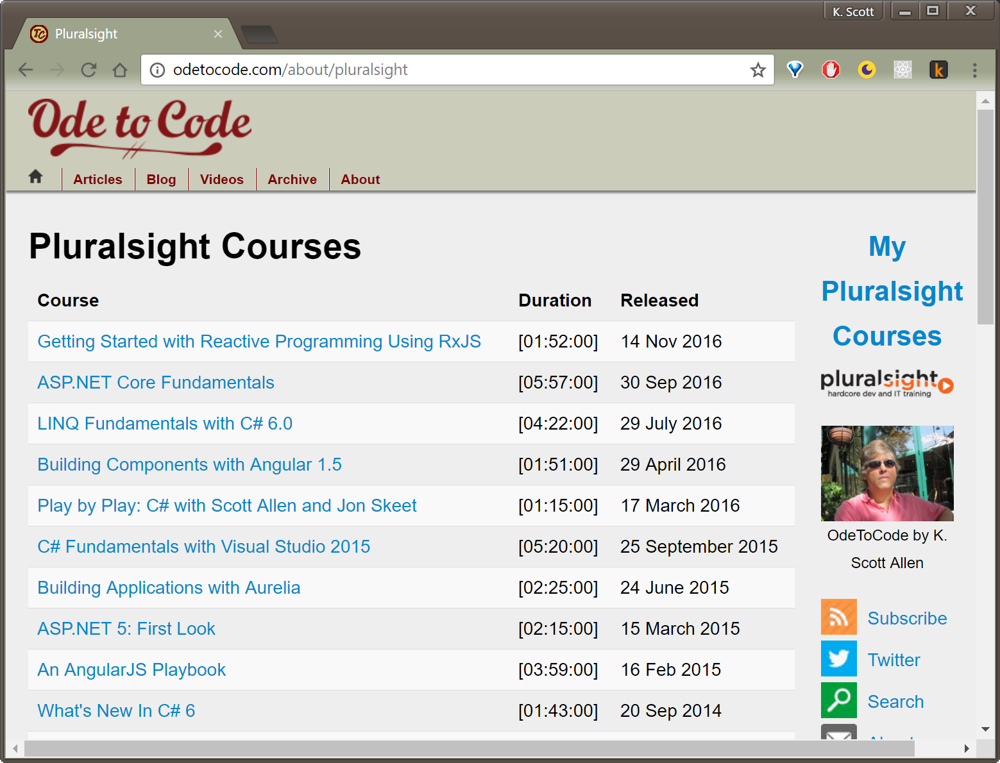 K. Scott
Pluralsight
odetocode.com/about/pluralsight
Ode to Code
Articles Blog Videos Archive About
Pluralsight Courses
Course Duration Released
Getting Started with Reactive Programming Using RxJS [01:52:00] 14 Nov 2016
ASP.NET Core Fundamentals [05:57:00] 30 Sep 2016
LINQ Fundamentals with C# 6.0 [04:22:00] 29 July 2016
Building Components with Angular 1.5 [01:51:00] 29 April 2016
Play by Play: C# with Scott Allen and Jon Skeet [01:15:00] 17 March 2016
C# Fundamentals with Visual Studio 2015 [05:20:00] 25 September 2015
Building Applications with Aurelia [02:25:00] 24 June 2015
ASP.NET 5: First Look [02:15:00] 15 March 2015
An AngularJS Playbook [03:59:00] 16 Feb 2015
What's New In C# 6 [01:43:00] 20 Sep 2014
My
Pluralsight
Courses
pluralsight
hardcore dev and IT training
OdeToCode by K.
Scott Allen
Subscribe
Twitter
Search